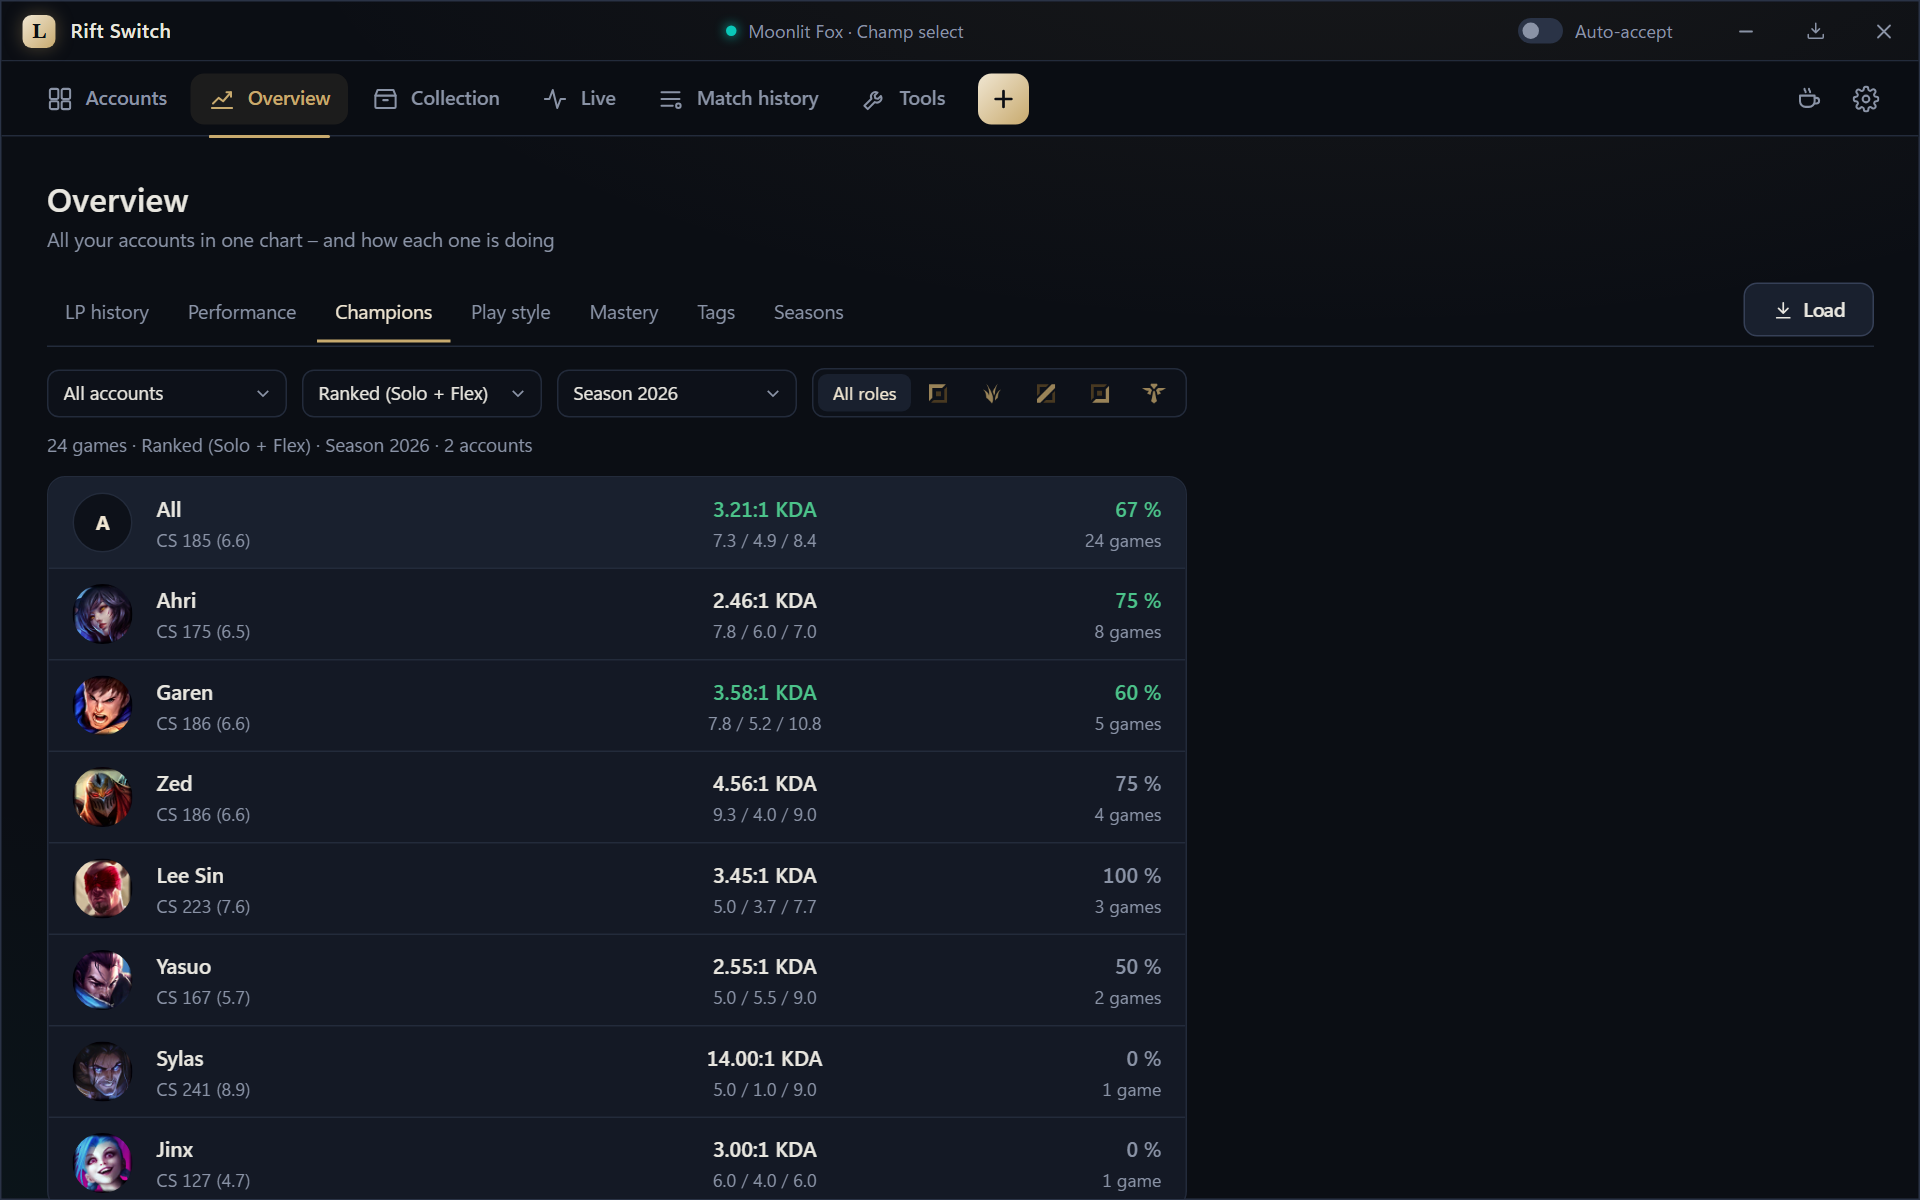 L Rift Switch
Moonlit Fox · Champ select
Auto-accept
Accounts
Overview
Collection
Live
Match history
Tools
+
Overview
All your accounts in one chart – and how each one is doing
LP history
Performance
Champions
Play style
Mastery
Tags
Seasons
Load
All accounts
Ranked (Solo + Flex)
Season 2026
All roles
24 games · Ranked (Solo + Flex) · Season 2026 · 2 accounts
A
All
3.21:1 KDA
67 %
CS 185 (6.6)
7.3 / 4.9 / 8.4
24 games
Ahri
2.46:1 KDA
75 %
CS 175 (6.5)
7.8 / 6.0 / 7.0
8 games
Garen
3.58:1 KDA
60 %
CS 186 (6.6)
7.8 / 5.2 / 10.8
5 games
Zed
4.56:1 KDA
75 %
CS 186 (6.6)
9.3 / 4.0 / 9.0
4 games
Lee Sin
3.45:1 KDA
100 %
CS 223 (7.6)
5.0 / 3.7 / 7.7
3 games
Yasuo
2.55:1 KDA
50 %
CS 167 (5.7)
5.0 / 5.5 / 9.0
2 games
Sylas
14.00:1 KDA
0 %
CS 241 (8.9)
5.0 / 1.0 / 9.0
1 game
Jinx
3.00:1 KDA
0 %
CS 127 (4.7)
6.0 / 4.0 / 6.0
1 game